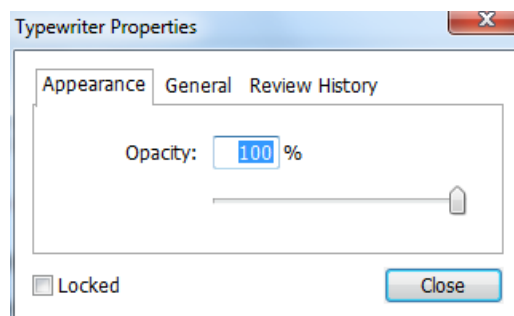 Typewriter Properties
Appearance General Review History
Opacity: 100 %
Locked Close